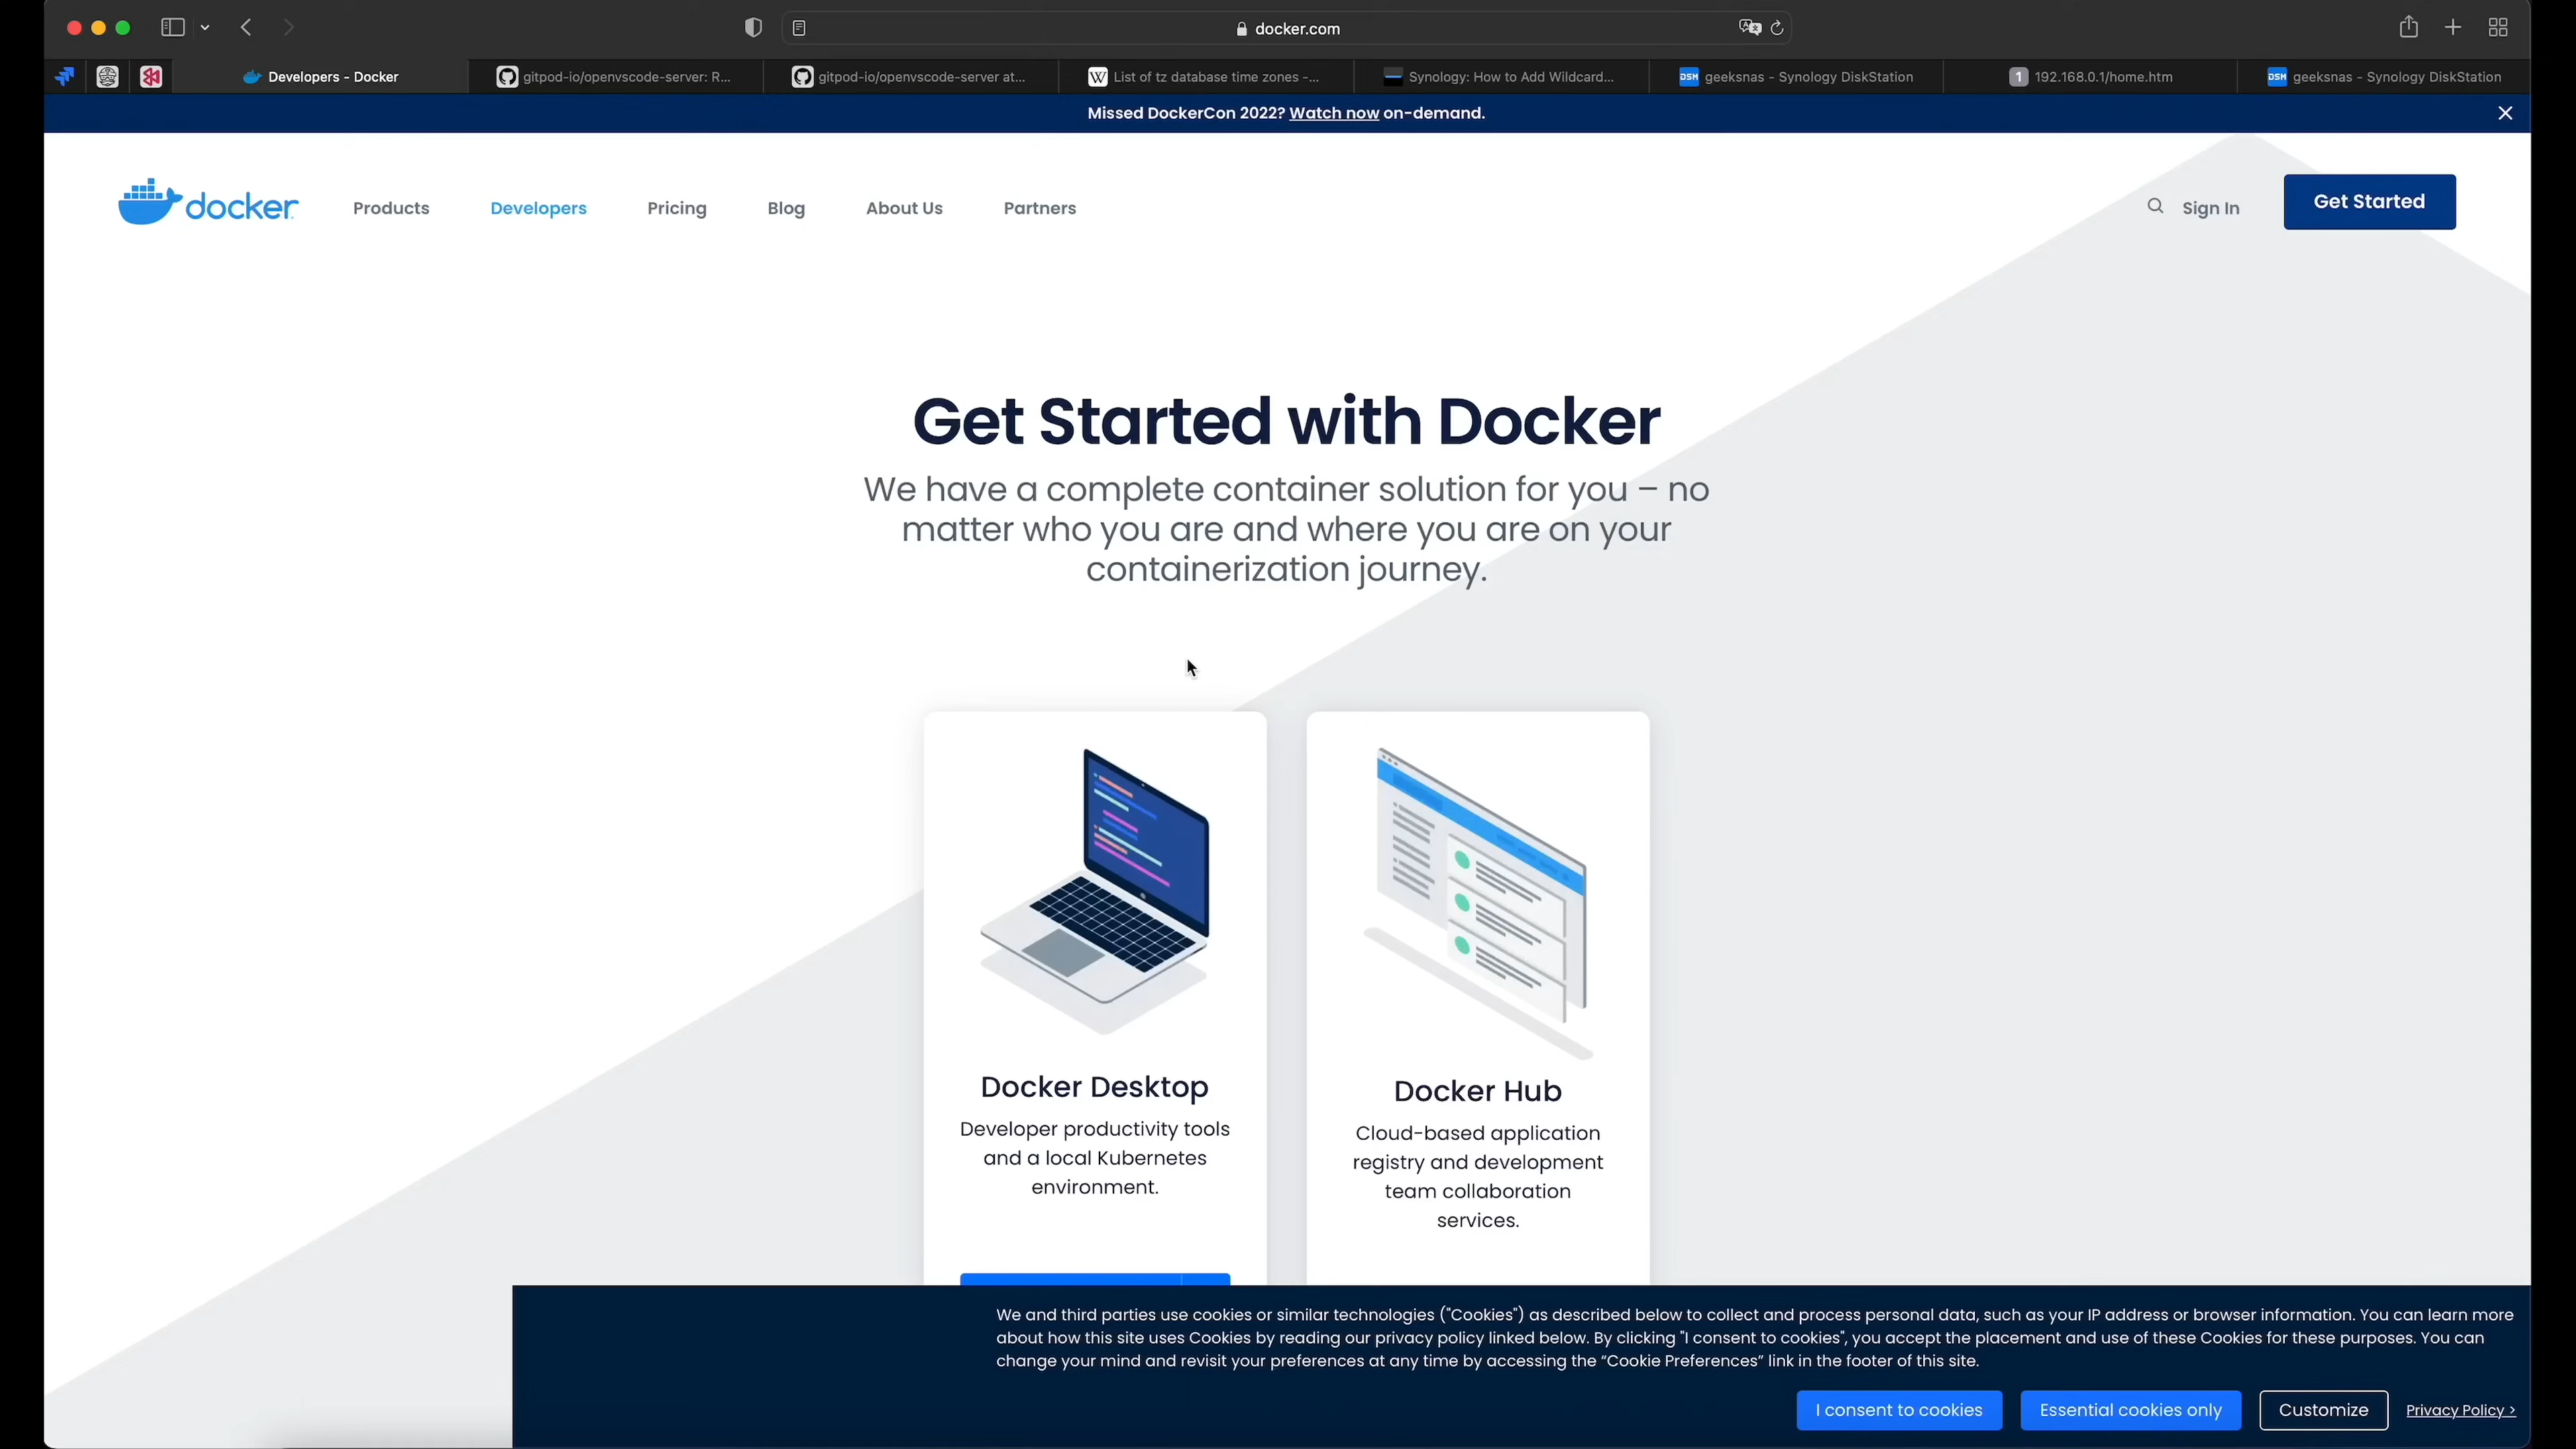 docker.com
Developers - Docker
gitpod-io/openvscode-server: R...
gitpod-io/openvscode-server at...
W List of tz database time zones -...
Synology: How to Add Wildcard...
DSM geeksnas - Synology DiskStation
1 192.168.0.1/home.htm
DSM geeksnas - Synology DiskStation
Missed DockerCon 2022? Watch now on-demand.
docker
Products
Developers
Pricing
Blog
About Us
Partners
Sign In
Get Started
Get Started with Docker
We have a complete container solution for you – no
matter who you are and where you are on your
containerization journey.
Docker Desktop
Developer productivity tools
and a local Kubernetes
environment.
Docker Hub
Cloud-based application
registry and development
team collaboration
services.
We and third parties use cookies or similar technologies ("Cookies") as described below to collect and process personal data, such as your IP address or browser information. You can learn more
about how this site uses Cookies by reading our privacy policy linked below. By clicking "I consent to cookies", you accept the placement and use of these Cookies for these purposes. You can
change your mind and revisit your preferences at any time by accessing the “Cookie Preferences” link in the footer of this site.
I consent to cookies
Essential cookies only
Customize
Privacy Policy >